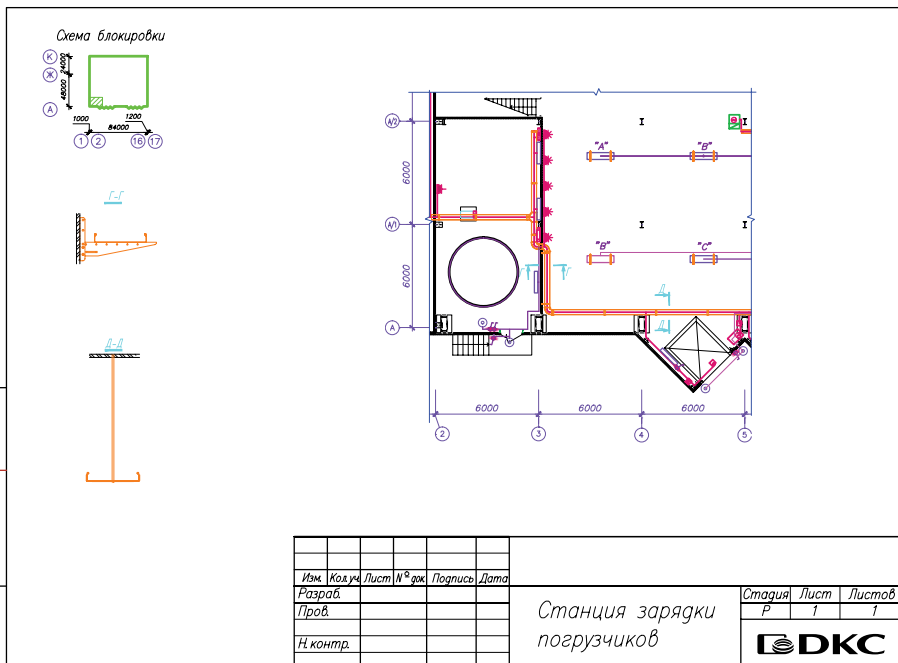 Схема блокировки
К
Ж
А
24000
48000
1000
1200
84000
1
2
16
17
Г-Г
Д-Д
А/2
А/1
А
6000
6000
"А"
"В"
"В"
"С"
Г
Г
Д
Д
6000
6000
6000
2
3
4
5
Изм. Кол.уч Лист N° док Подпись Дата
Разраб.
Пров.
Н.контр.
Станция зарядки
погрузчиков
Стадия Лист Листов
Р 1 1
DKC